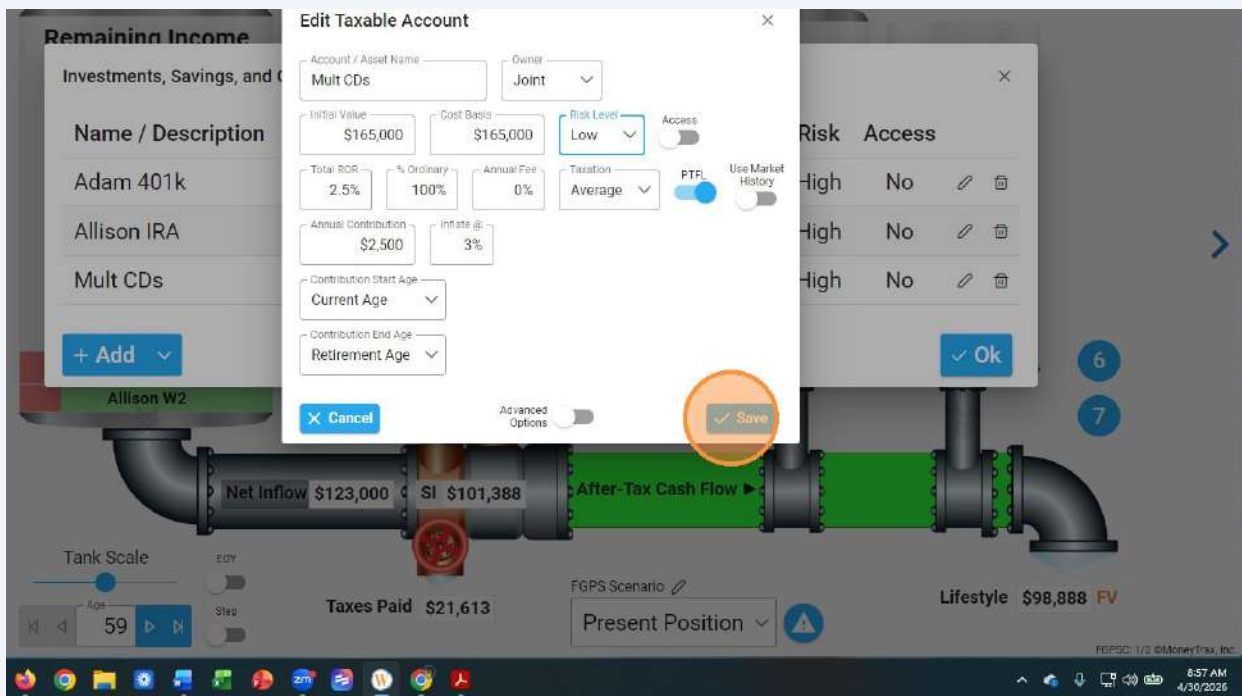 Remaining Income
Edit Taxable Account
Investments, Savings, and
Account / Asset Name
Mult CDs
Owner
Joint
Initial Value
$165,000
Cost Basis
$165,000
Risk Level
Low
Access
Name / Description
Risk
Access
Total ROR
2.5%
% Ordinary
100%
Annual Fee
0%
Taxation
Average
PTFL
Use Market
History
Adam 401k
High
No
Annual Contribution
$2,500
Inflate @
3%
Allison IRA
High
No
Contribution Start Age
Current Age
Mult CDs
High
No
Contribution End Age
Retirement Age
+ Add
Ok
6
Allison W2
Cancel
Advanced
Options
Save
7
Net Inflow $123,000
SI $101,388
After-Tax Cash Flow
Tank Scale
EOY
Age
59
Step
Taxes Paid $21,613
FGPS Scenario
Present Position
Lifestyle $98,888 FV
FGPSC: 1/2 ©MoneyTrax, Inc.
zm
W
8:57 AM
4/30/2026